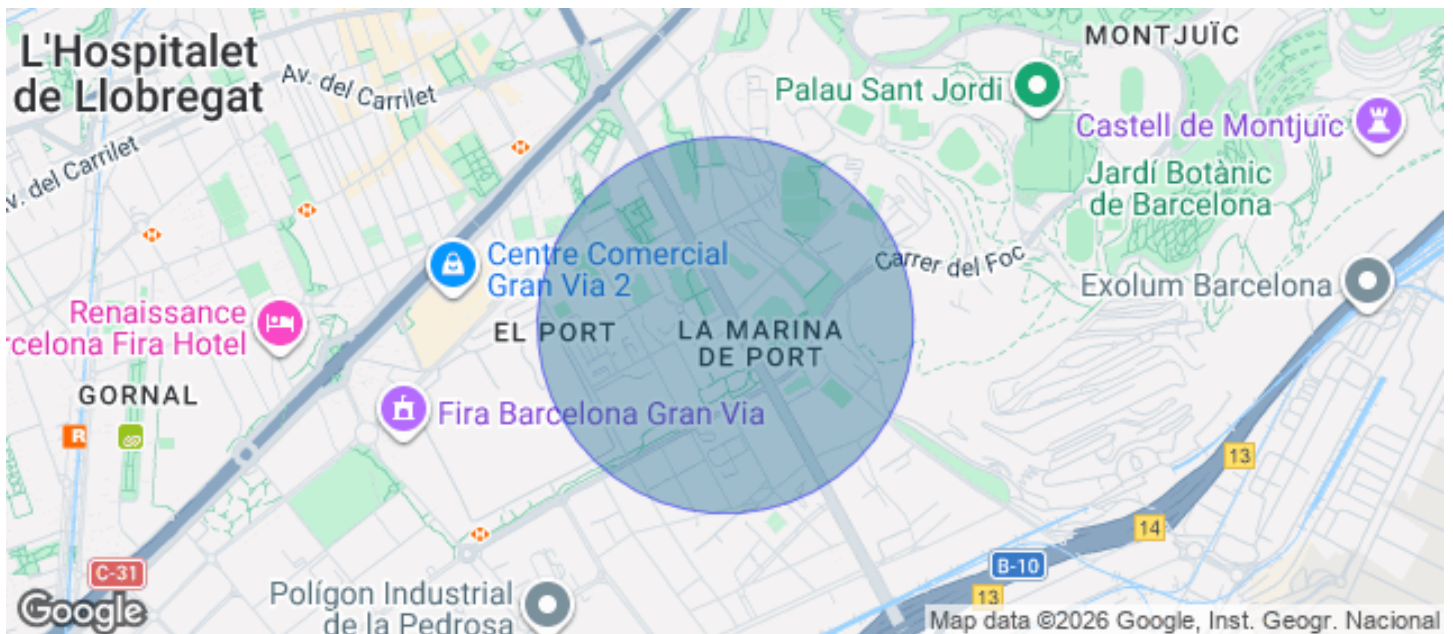 L'Hospitalet
de Llobregat
Av. del Carrilet
Av. del Carrilet
MONTJUÏC
Palau Sant Jordi
Castell de Montjuïc
Jardí Botànic
de Barcelona
Carrer del Foc
Centre Comercial
Gran Via 2
Exolum Barcelona
Renaissance
rcelona Fira Hotel
EL PORT
LA MARINA
DE PORT
GORNAL
Fira Barcelona Gran Via
R
13
14
B-10
13
C-31
Polígon Industrial
de la Pedrosa
Google
Map data ©2026 Google, Inst. Geogr. Nacional